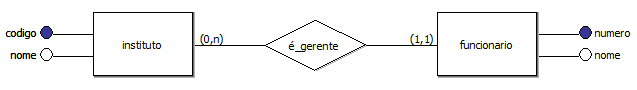 codigo
nome
instituto
(0,n)
é_gerente
(1,1)
funcionario
numero
nome